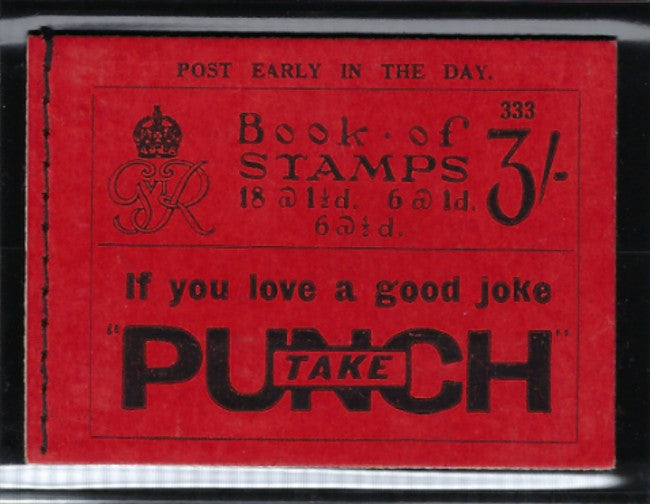 POST EARLY IN THE DAY.
333
GVIR
Book · of 3/-
STAMPS
18 @ 1½d. 6 @ 1d.
6 @ ½d.
If you love a good joke
"PUNCH"
TAKE